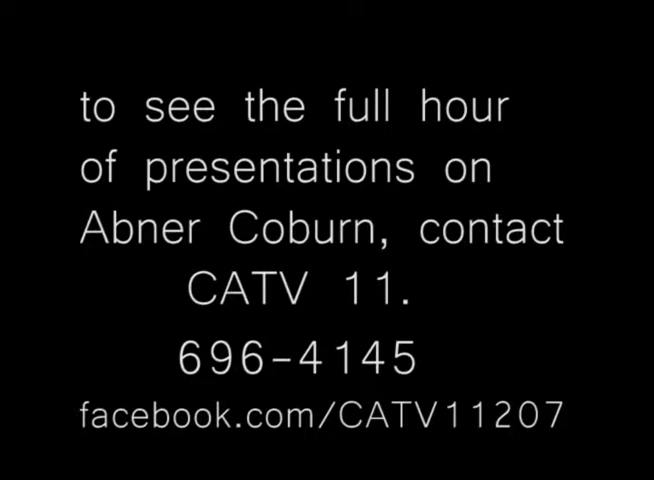 to see the full hour
of presentations on
Abner Coburn, contact
CATV 11.
696-4145
facebook.com/CATV11207